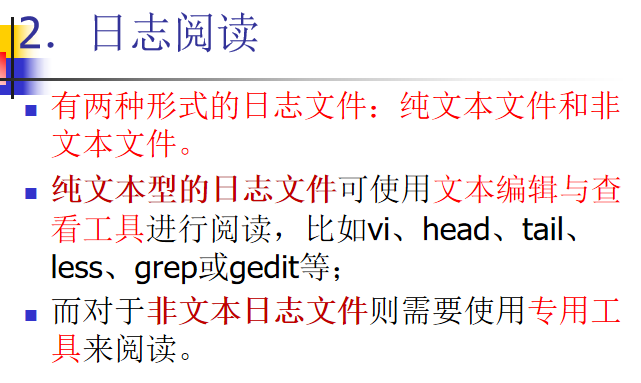 2．日志阅读
有两种形式的日志文件：纯文本文件和非
文本文件。
纯文本型的日志文件可使用文本编辑与查
看工具进行阅读，比如vi、head、tail、
less、grep或gedit等；
而对于非文本日志文件则需要使用专用工
具来阅读。